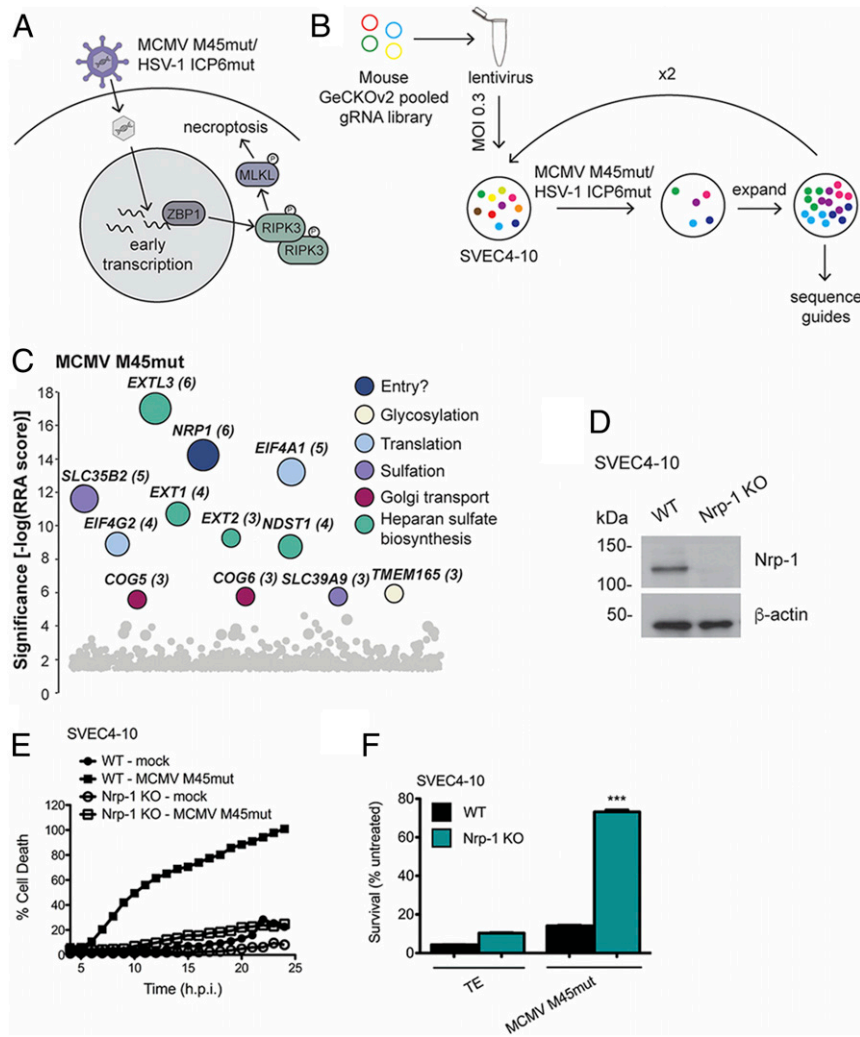 A
MCMV M45mut/
HSV-1 ICP6mut
necroptosis
P
MLKL
P
P
ZBP1
RIPK3
RIPK3
early
transcription
B
Mouse
GeCKOv2 pooled
gRNA library
lentivirus
MOI 0.3
x2
MCMV M45mut/
HSV-1 ICP6mut
expand
SVEC4-10
sequence
guides
C
MCMV M45mut
Significance [-log(RRA score)]
18
16
14
12
10
8
6
4
2
0
EXTL3 (6)
NRP1 (6)
EIF4A1 (5)
SLC35B2 (5)
EXT1 (4)
EXT2 (3)
NDST1 (4)
EIF4G2 (4)
COG5 (3)
COG6 (3)
SLC39A9 (3)
TMEM165 (3)
Entry?
Glycosylation
Translation
Sulfation
Golgi transport
Heparan sulfate
biosynthesis
D
SVEC4-10
kDa
WT
Nrp-1 KO
150-
100-
50-
Nrp-1
β-actin
E
SVEC4-10
WT - mock
WT - MCMV M45mut
Nrp-1 KO - mock
Nrp-1 KO - MCMV M45mut
% Cell Death
120
100
80
60
40
20
0
5 10 15 20 25
Time (h.p.i.)
F
SVEC4-10
WT
Nrp-1 KO
***
Survival (% untreated)
80
60
40
20
0
TE
MCMV M45mut